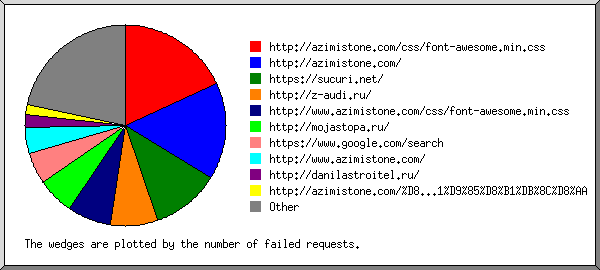 http://azimistone.com/css/font-awesome.min.css
http://azimistone.com/
https://sucuri.net/
http://z-audi.ru/
http://www.azimistone.com/css/font-awesome.min.css
http://mojastopa.ru/
https://www.google.com/search
http://www.azimistone.com/
http://danilastroitel.ru/
http://azimistone.com/%D8...1%D9%85%D8%B1%DB%8C%D8%AA
Other
The wedges are plotted by the number of failed requests.